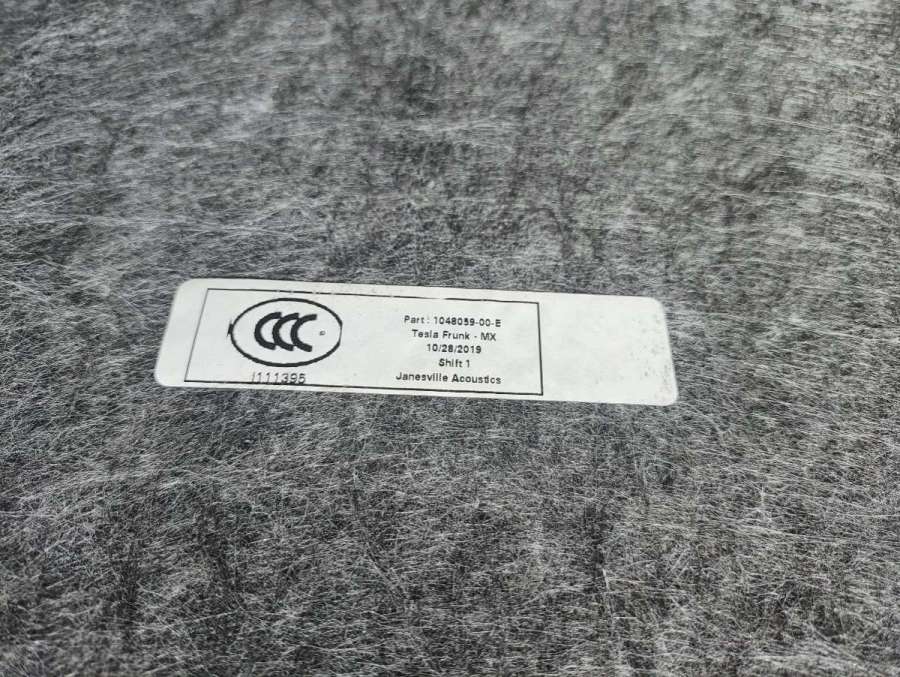 CCC
I111395
Part : 1048059-00-E
Tesla Frunk - MX
10/28/2019
Shift 1
Janesville Acoustics